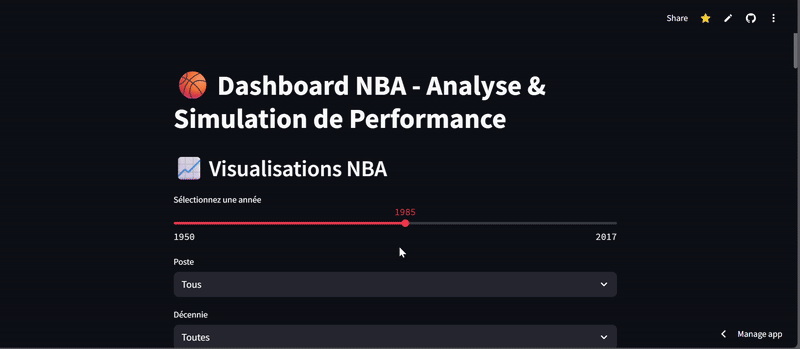 Share
Dashboard NBA - Analyse &
Simulation de Performance
Visualisations NBA
Sélectionnez une année
1985
1950 2017
Poste
Tous
Décennie
Toutes
Manage app